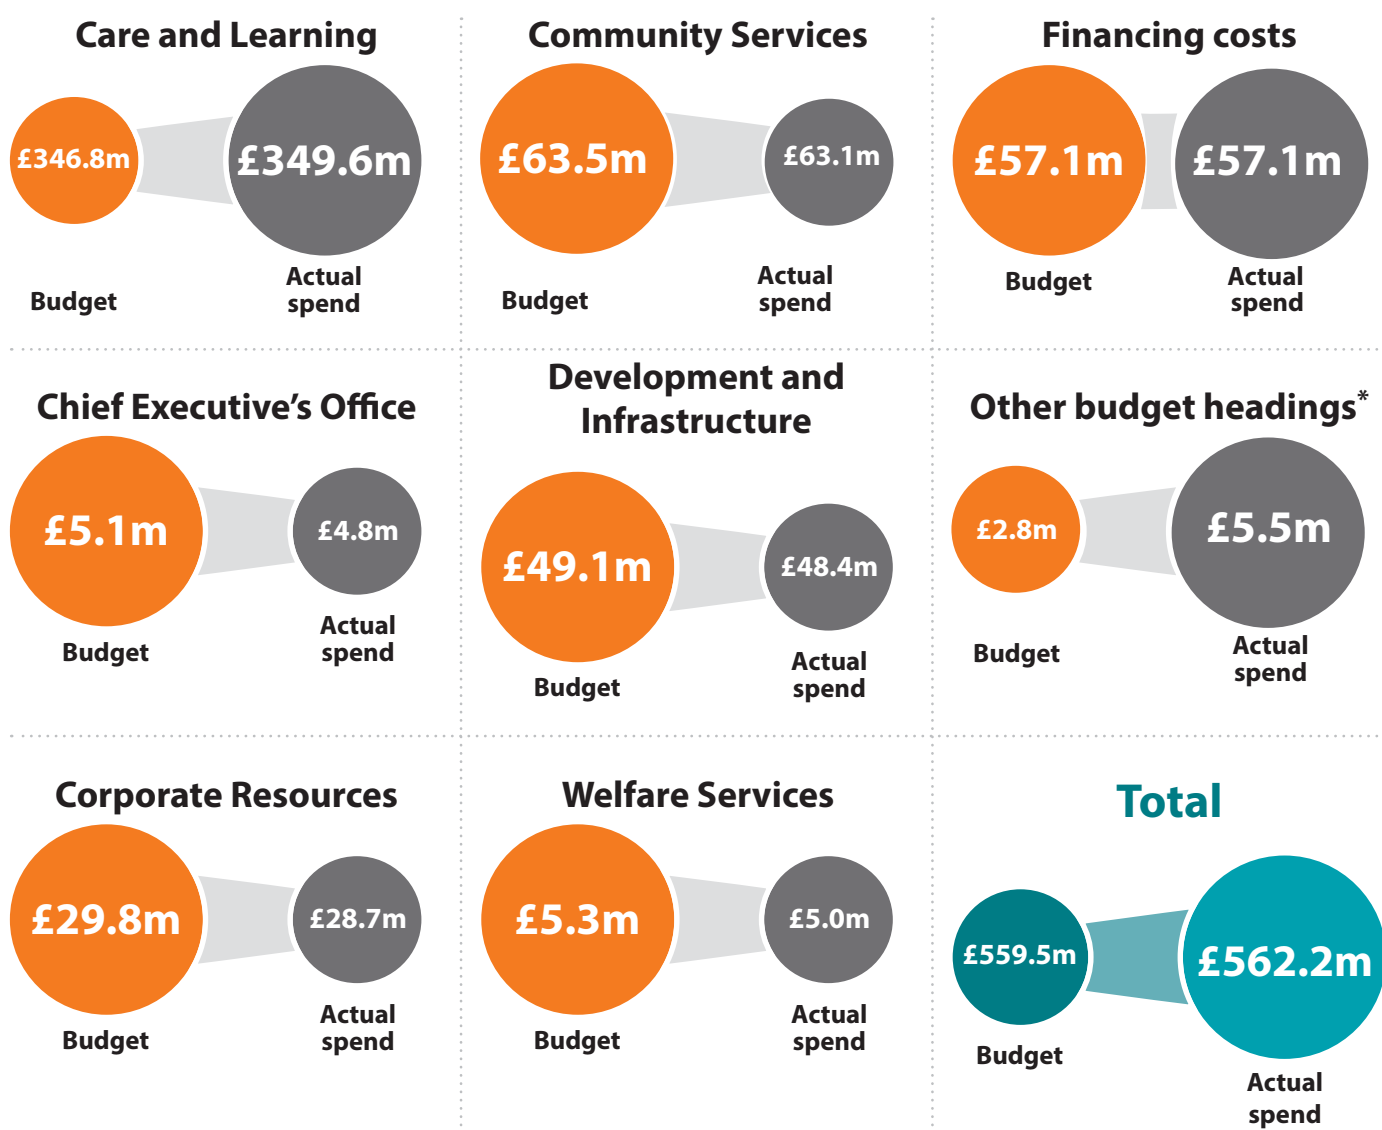 Care and Learning
£346.8m
£349.6m
Budget
Actual
spend
Community Services
£63.5m
£63.1m
Budget
Actual
spend
Financing costs
£57.1m
£57.1m
Budget
Actual
spend
Chief Executive’s Office
£5.1m
£4.8m
Budget
Actual
spend
Development and
Infrastructure
£49.1m
£48.4m
Budget
Actual
spend
Other budget headings*
£2.8m
£5.5m
Budget
Actual
spend
Corporate Resources
£29.8m
£28.7m
Budget
Actual
spend
Welfare Services
£5.3m
£5.0m
Budget
Actual
spend
Total
£559.5m
£562.2m
Budget
Actual
spend